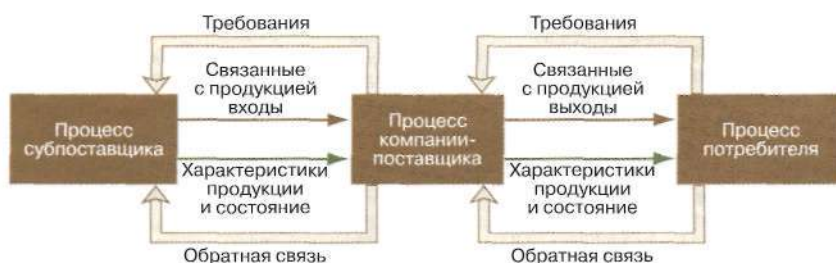 Требования
Требования
Связанные
с продукцией
входы
Связанные
с продукцией
выходы
Процесс
субпоставщика
Процесс
компании-
поставщика
Процесс
потребителя
Характеристики
продукции
и состояние
Характеристики
продукции
и состояние
Обратная связь
Обратная связь